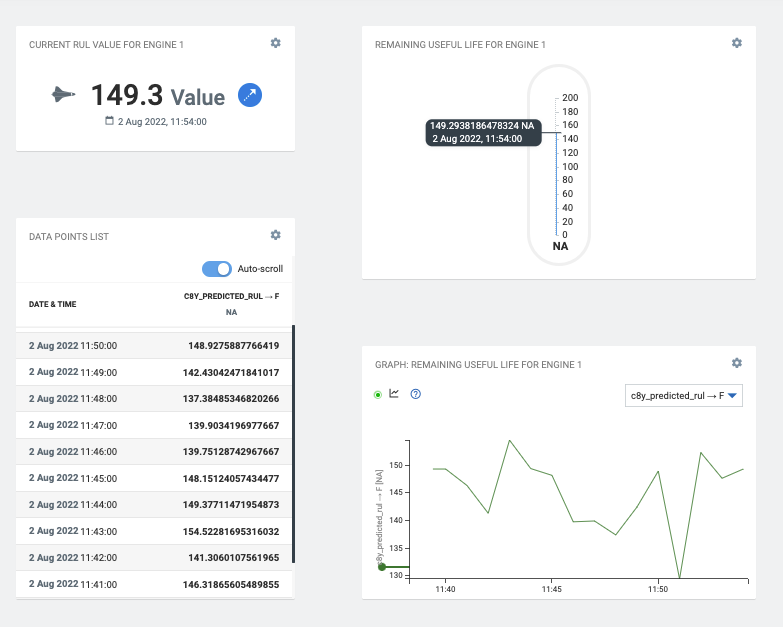 CURRENT RUL VALUE FOR ENGINE 1
149.3 Value
2 Aug 2022, 11:54:00
REMAINING USEFUL LIFE FOR ENGINE 1
200
180
160
149.2938186478324 NA
2 Aug 2022, 11:54:00
140
120
100
80
60
40
20
0
NA
DATA POINTS LIST
Auto-scroll
DATE & TIME
C8Y_PREDICTED_RUL → F
NA
2 Aug 2022 11:50:00 148.9275887766419
2 Aug 2022 11:49:00 142.43042471841017
2 Aug 2022 11:48:00 137.38485346820266
2 Aug 2022 11:47:00 139.9034196977667
2 Aug 2022 11:46:00 139.75128742967667
2 Aug 2022 11:45:00 148.15124057434477
2 Aug 2022 11:44:00 149.37711471954873
2 Aug 2022 11:43:00 154.52281695316032
2 Aug 2022 11:42:00 141.3060107561965
2 Aug 2022 11:41:00 146.31865605489855
GRAPH: REMAINING USEFUL LIFE FOR ENGINE 1
c8y_predicted_rul → F
c8y_predicted_rul → F [NA]
150
145
140
135
130
11:40 11:45 11:50